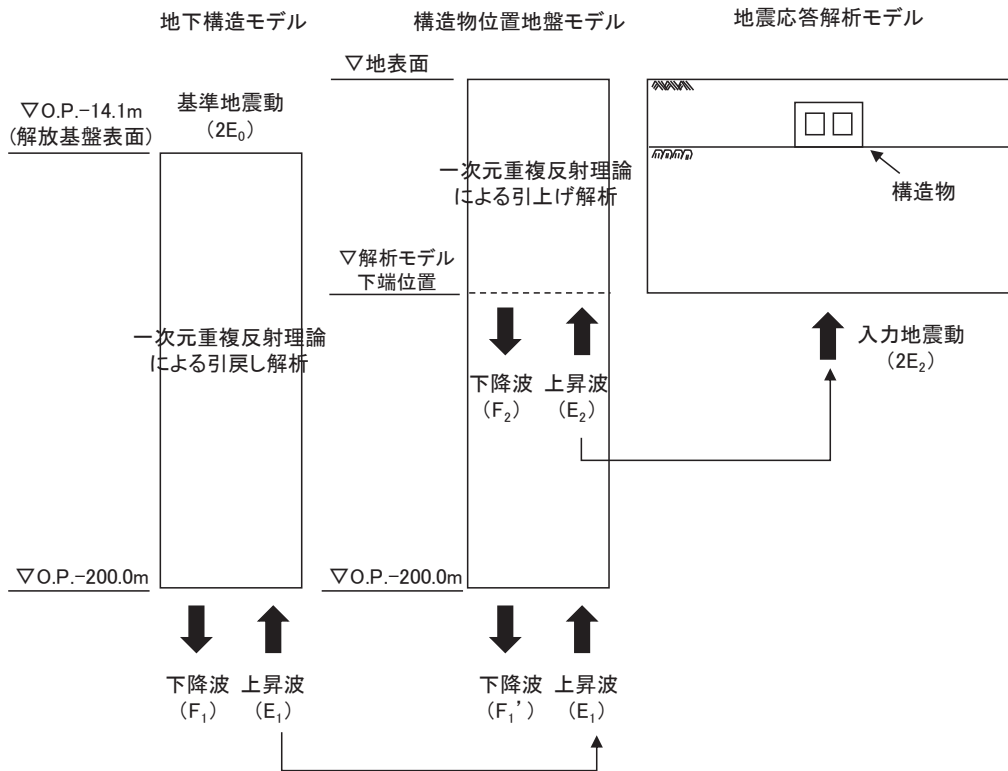 地下構造モデル
▽O.P.-14.1m
(解放基盤表面)
基準地震動
(2E₀)
一次元重複反射理論
による引戻し解析
▽O.P.-200.0m
下降波
(F₁)
上昇波
(E₁)
構造物位置地盤モデル
▽地表面
一次元重複反射理論
による引上げ解析
▽解析モデル
下端位置
下降波
(F₂)
上昇波
(E₂)
▽O.P.-200.0m
下降波
(F₁')
上昇波
(E₁)
地震応答解析モデル
構造物
入力地震動
(2E₂)